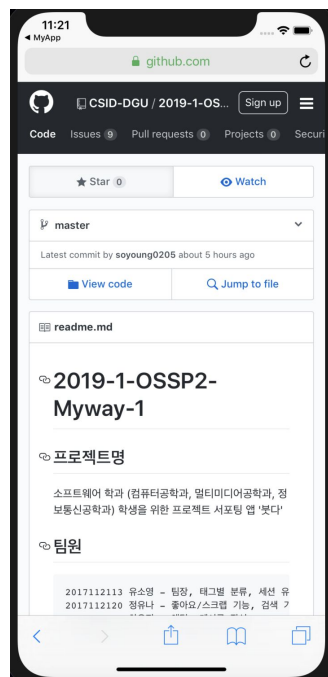 11:21
◀ MyApp
github.com
CSID-DGU / 2019-1-OS...
Sign up
Code Issues 9 Pull requests 0 Projects 0 Securi
Star 0
Watch
master
Latest commit by soyoung0205 about 5 hours ago
View code
Jump to file
readme.md
2019-1-OSSP2-
Myway-1
프로젝트명
소프트웨어 학과 (컴퓨터공학과, 멀티미디어공학과, 정
보통신공학과) 학생을 위한 프로젝트 서포팅 앱 '붓다'
팀원
2017112113 유소영 - 팀장, 태그별 분류, 세션 유
2017112120 정유나 - 좋아요/스크랩 기능, 검색 기